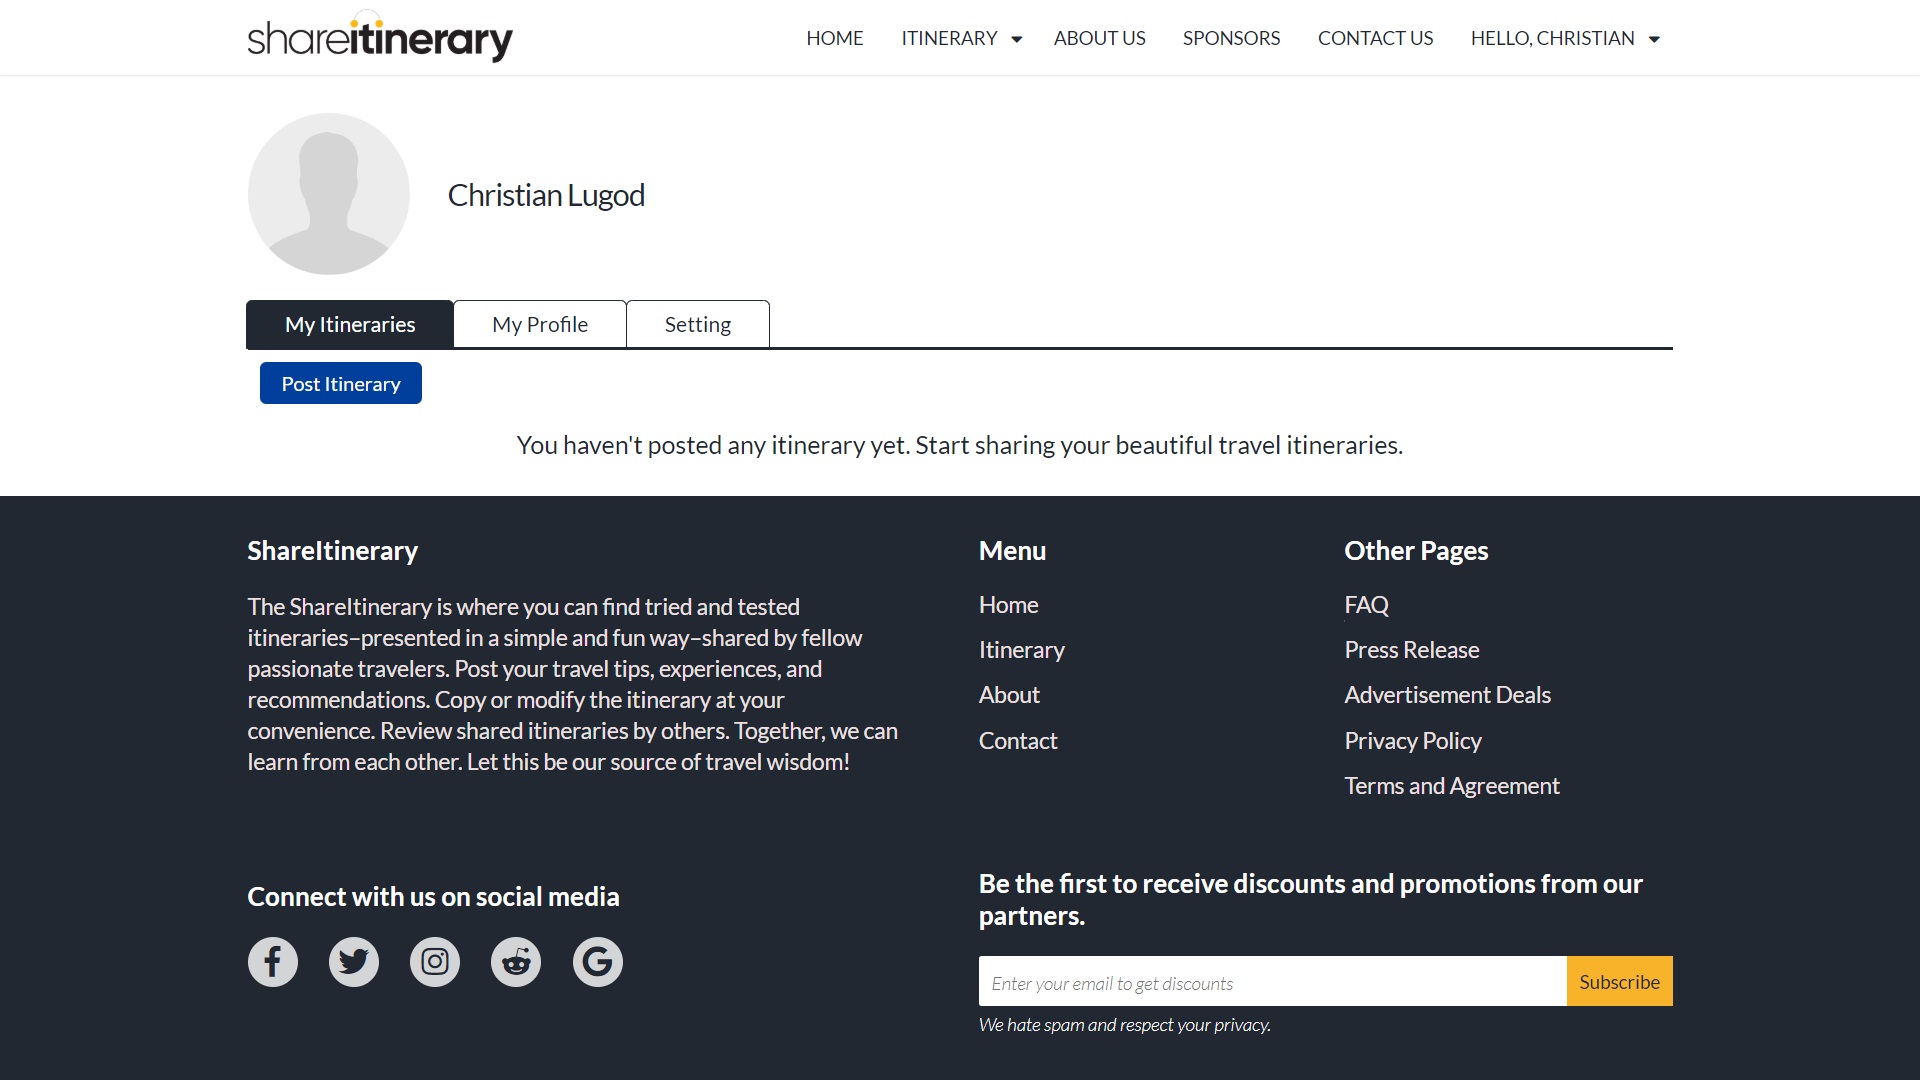 shareitinerary
HOME
ITINERARY
ABOUT US
SPONSORS
CONTACT US
HELLO, CHRISTIAN
Christian Lugod
My Itineraries
My Profile
Setting
Post Itinerary
You haven't posted any itinerary yet. Start sharing your beautiful travel itineraries.
ShareItinerary
The ShareItinerary is where you can find tried and tested
itineraries–presented in a simple and fun way–shared by fellow
passionate travelers. Post your travel tips, experiences, and
recommendations. Copy or modify the itinerary at your
convenience. Review shared itineraries by others. Together, we can
learn from each other. Let this be our source of travel wisdom!
Menu
Home
Itinerary
About
Contact
Other Pages
FAQ
Press Release
Advertisement Deals
Privacy Policy
Terms and Agreement
Connect with us on social media
Be the first to receive discounts and promotions from our
partners.
Enter your email to get discounts
Subscribe
We hate spam and respect your privacy.